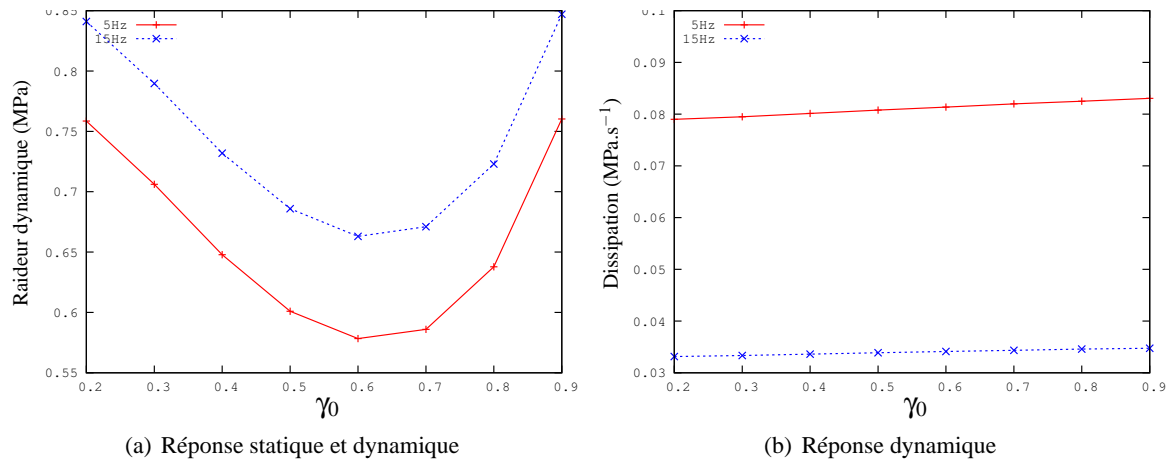 0.85
0.8
0.75
0.7
0.65
0.6
0.55
0.2 0.3 0.4 0.5 0.6 0.7 0.8 0.9
5Hz
15Hz
Raideur dynamique (MPa)
γ0
(a) Réponse statique et dynamique
0.1
0.09
0.08
0.07
0.06
0.05
0.04
0.03
0.2 0.3 0.4 0.5 0.6 0.7 0.8 0.9
5Hz
15Hz
Dissipation (MPa.s−1)
γ0
(b) Réponse dynamique